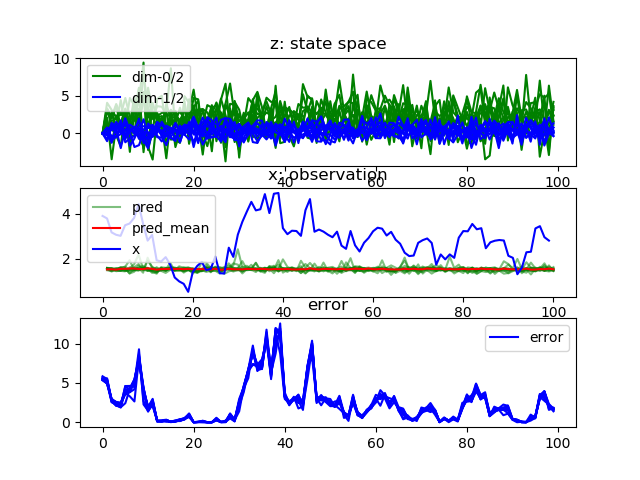 z: state space
10
5
0
dim-0/2
dim-1/2
0 20 40 60 80 100
x: observation
4
2
pred
pred_mean
x
0 20 40 60 80 100
error
10
5
0
error
0 20 40 60 80 100